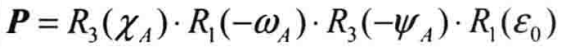 P = R₃(χ_A) · R₁(−ω_A) · R₃(−ψ_A) · R₁(ε₀)